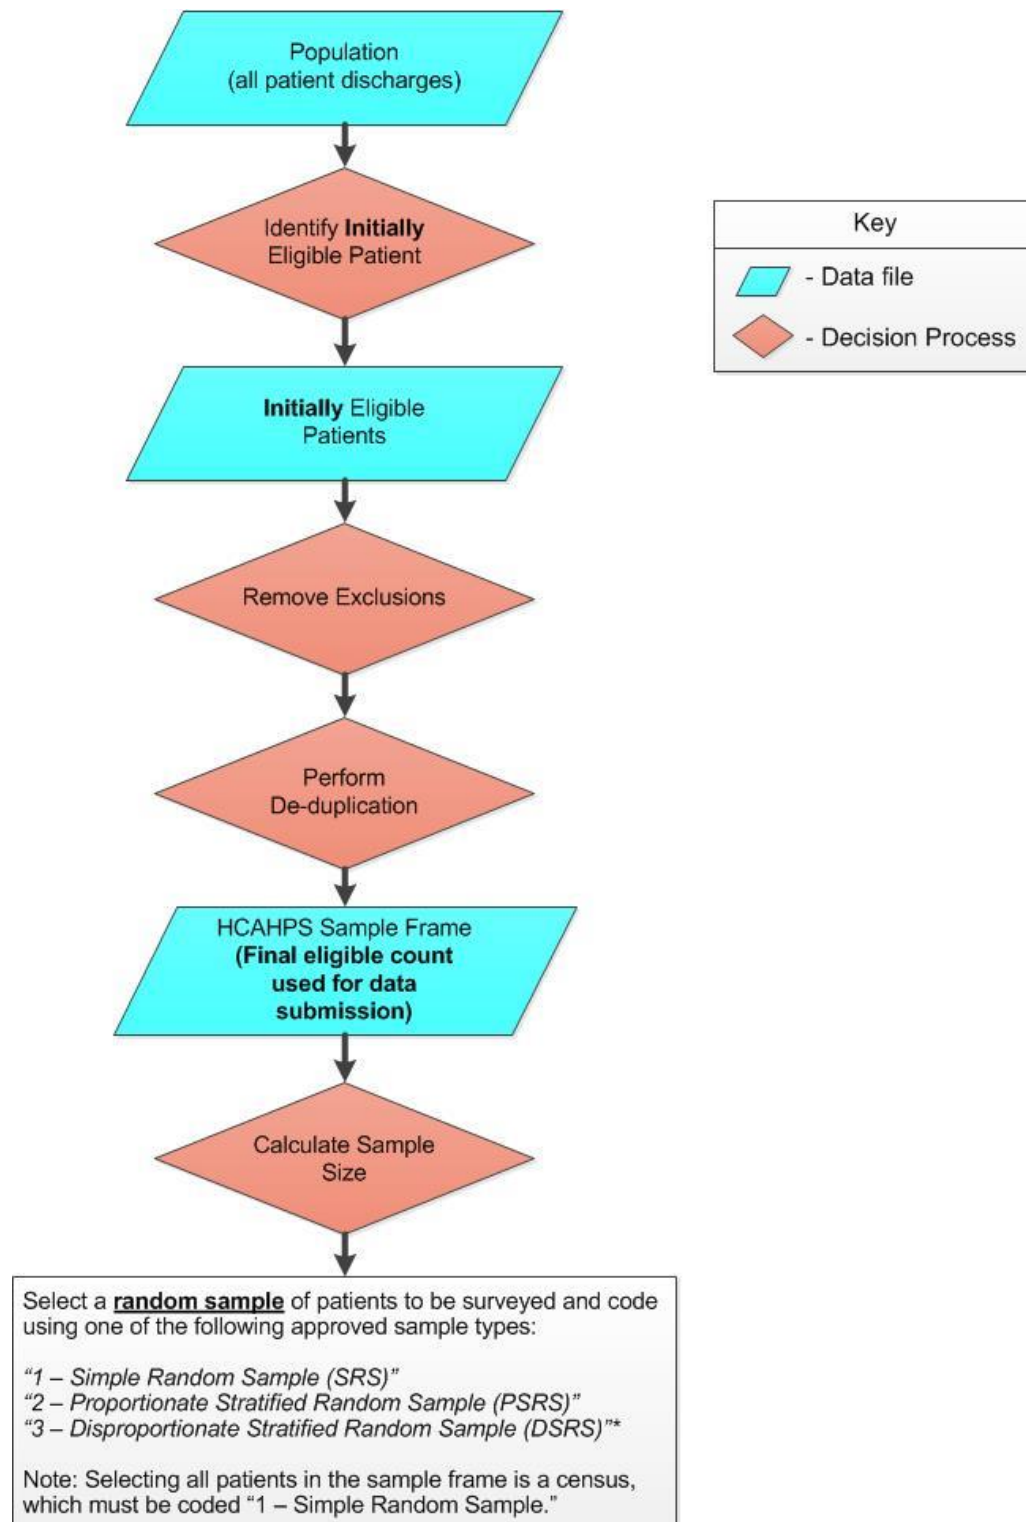 Population
(all patient discharges)
Identify Initially
Eligible Patient
Key
- Data file
- Decision Process
Initially Eligible
Patients
Remove Exclusions
Perform
De-duplication
HCAHPS Sample Frame
(Final eligible count
used for data
submission)
Calculate Sample
Size
Select a random sample of patients to be surveyed and code
using one of the following approved sample types:
“1 – Simple Random Sample (SRS)”
“2 – Proportionate Stratified Random Sample (PSRS)”
“3 – Disproportionate Stratified Random Sample (DSRS)”*
Note: Selecting all patients in the sample frame is a census,
which must be coded “1 – Simple Random Sample.”